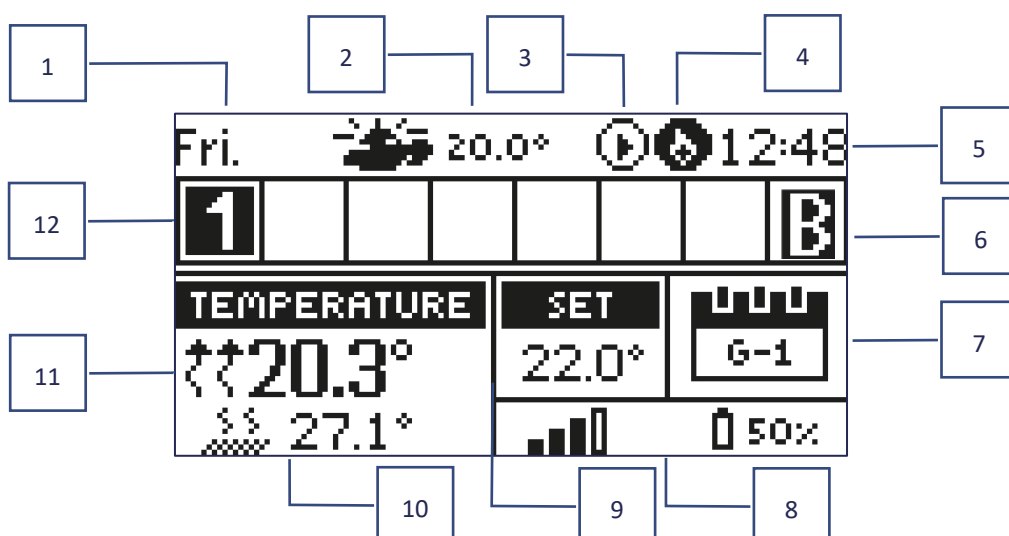 1 2 3 4
Fri. 20.0° 12:48 5
12 1 B 6
TEMPERATURE SET
20.3° 22.0° G-1 7
11
27.1° 50%
10 9 8